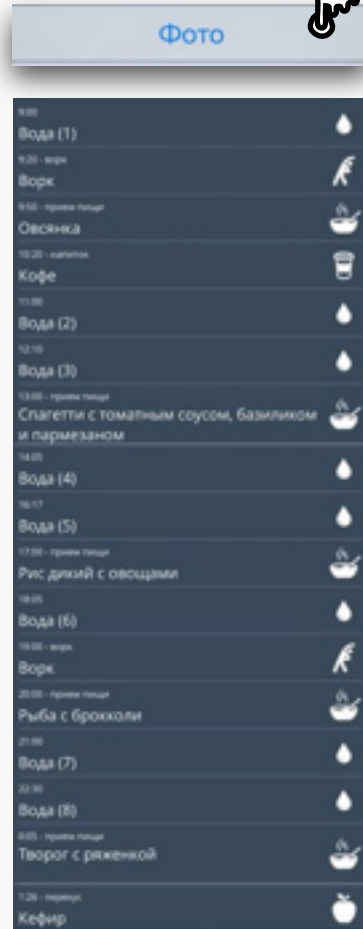 Фото
9:00
Вода (1)
9:20 - ворк
Ворк
9:50 - прием пищи
Овсянка
10:20 - напиток
Кофе
11:00
Вода (2)
12:10
Вода (3)
13:00 - прием пищи
Спагетти с томатным соусом, базиликом
и пармезаном
14:05
Вода (4)
16:17
Вода (5)
17:00 - прием пищи
Рис дикий с овощами
18:05
Вода (6)
19:00 - ворк
Ворк
20:00 - прием пищи
Рыба с брокколи
21:00
Вода (7)
22:30
Вода (8)
0:05 - прием пищи
Творог с ряженкой
1:26 - перекус
Кефир